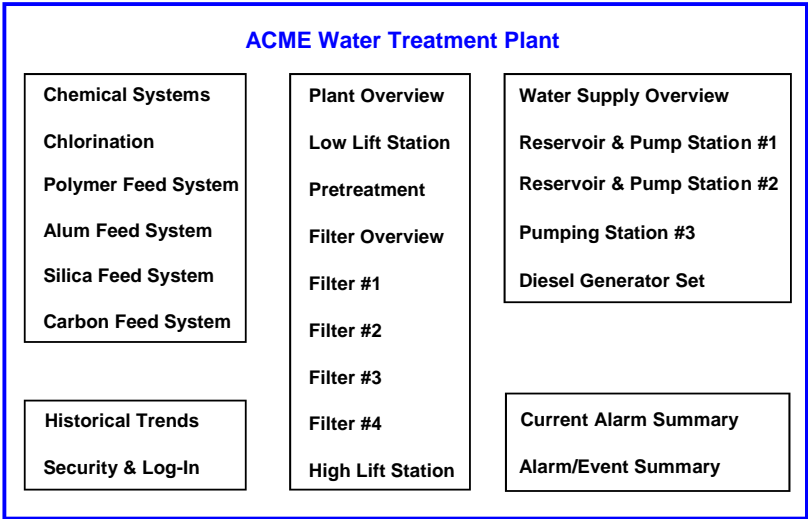 ACME Water Treatment Plant
Chemical Systems
Chlorination
Polymer Feed System
Alum Feed System
Silica Feed System
Carbon Feed System
Historical Trends
Security & Log-In
Plant Overview
Low Lift Station
Pretreatment
Filter Overview
Filter #1
Filter #2
Filter #3
Filter #4
High Lift Station
Water Supply Overview
Reservoir & Pump Station #1
Reservoir & Pump Station #2
Pumping Station #3
Diesel Generator Set
Current Alarm Summary
Alarm/Event Summary